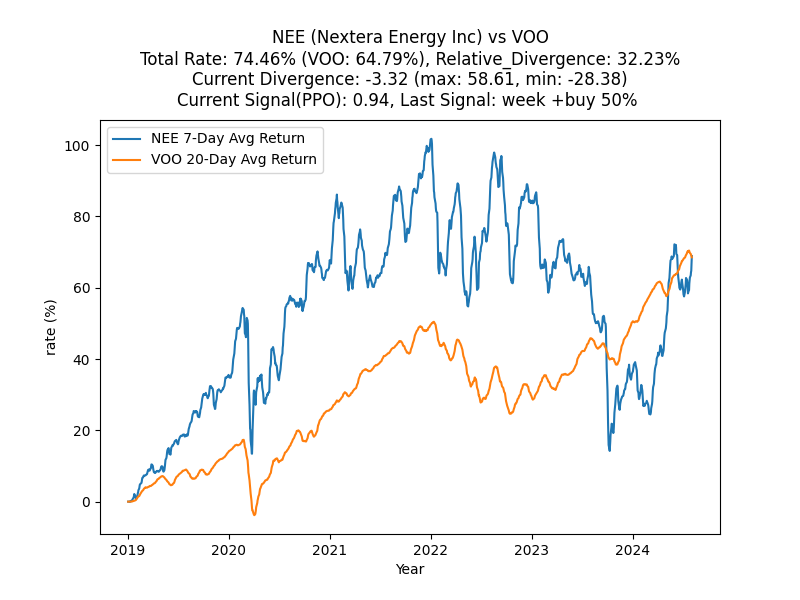 NEE (Nextera Energy Inc) vs VOO
Total Rate: 74.46% (VOO: 64.79%), Relative_Divergence: 32.23%
Current Divergence: -3.32 (max: 58.61, min: -28.38)
Current Signal(PPO): 0.94, Last Signal: week +buy 50%
NEE 7-Day Avg Return
VOO 20-Day Avg Return
100
80
60
40
20
0
rate (%)
2019 2020 2021 2022 2023 2024
Year